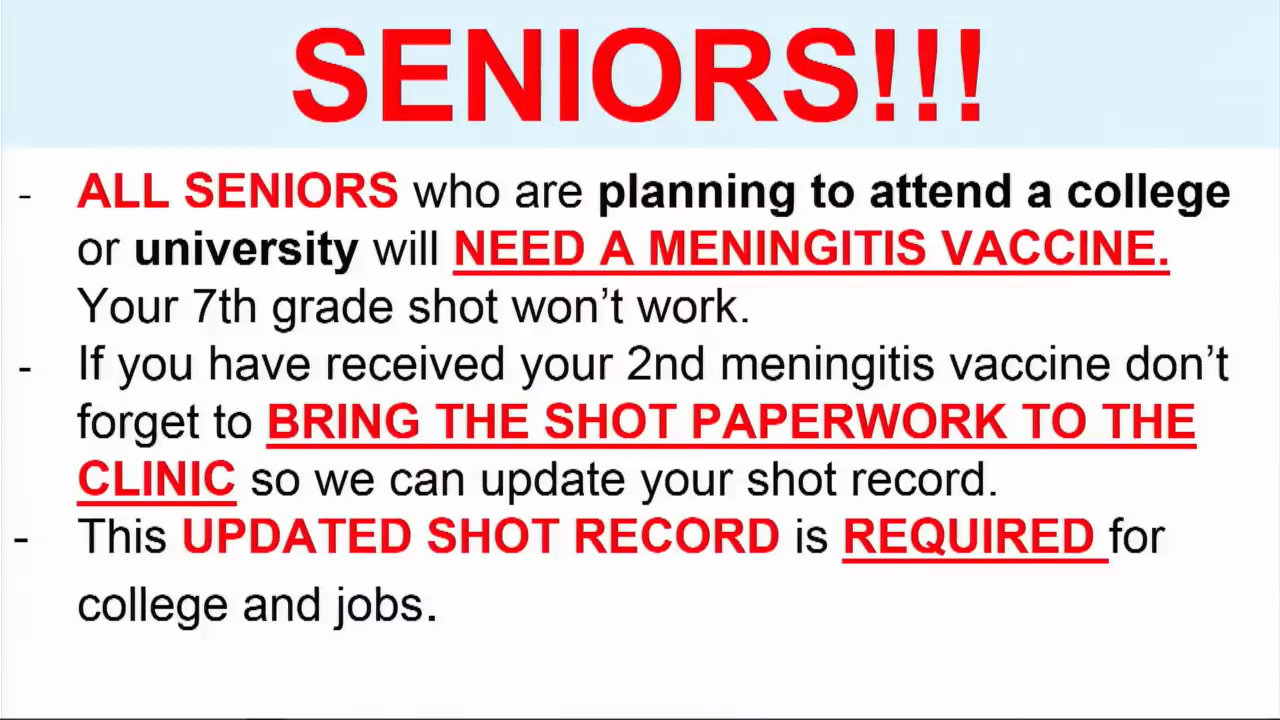 SENIORS!!!
- ALL SENIORS who are planning to attend a college
or university will NEED A MENINGITIS VACCINE.
Your 7th grade shot won’t work.
- If you have received your 2nd meningitis vaccine don’t
forget to BRING THE SHOT PAPERWORK TO THE
CLINIC so we can update your shot record.
- This UPDATED SHOT RECORD is REQUIRED for
college and jobs.